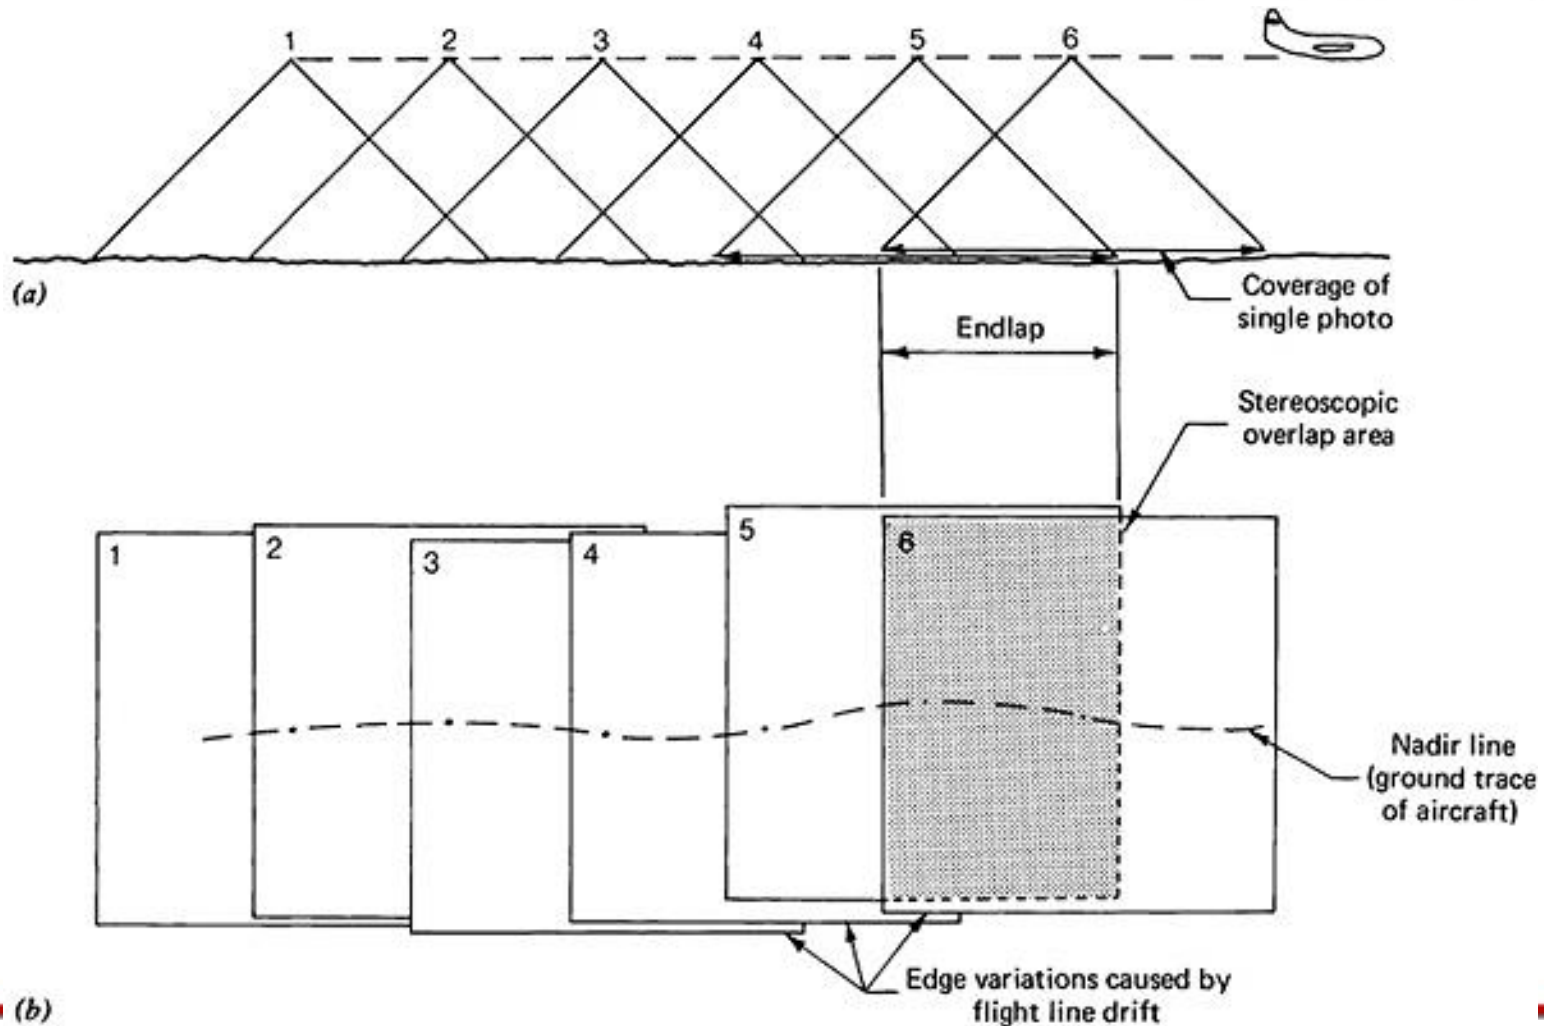 1 2 3 4 5 6
(a)
Coverage of
single photo
Endlap
Stereoscopic
overlap area
1 2 3 4 5 6
Nadir line
(ground trace
of aircraft)
Edge variations caused by
flight line drift
(b)